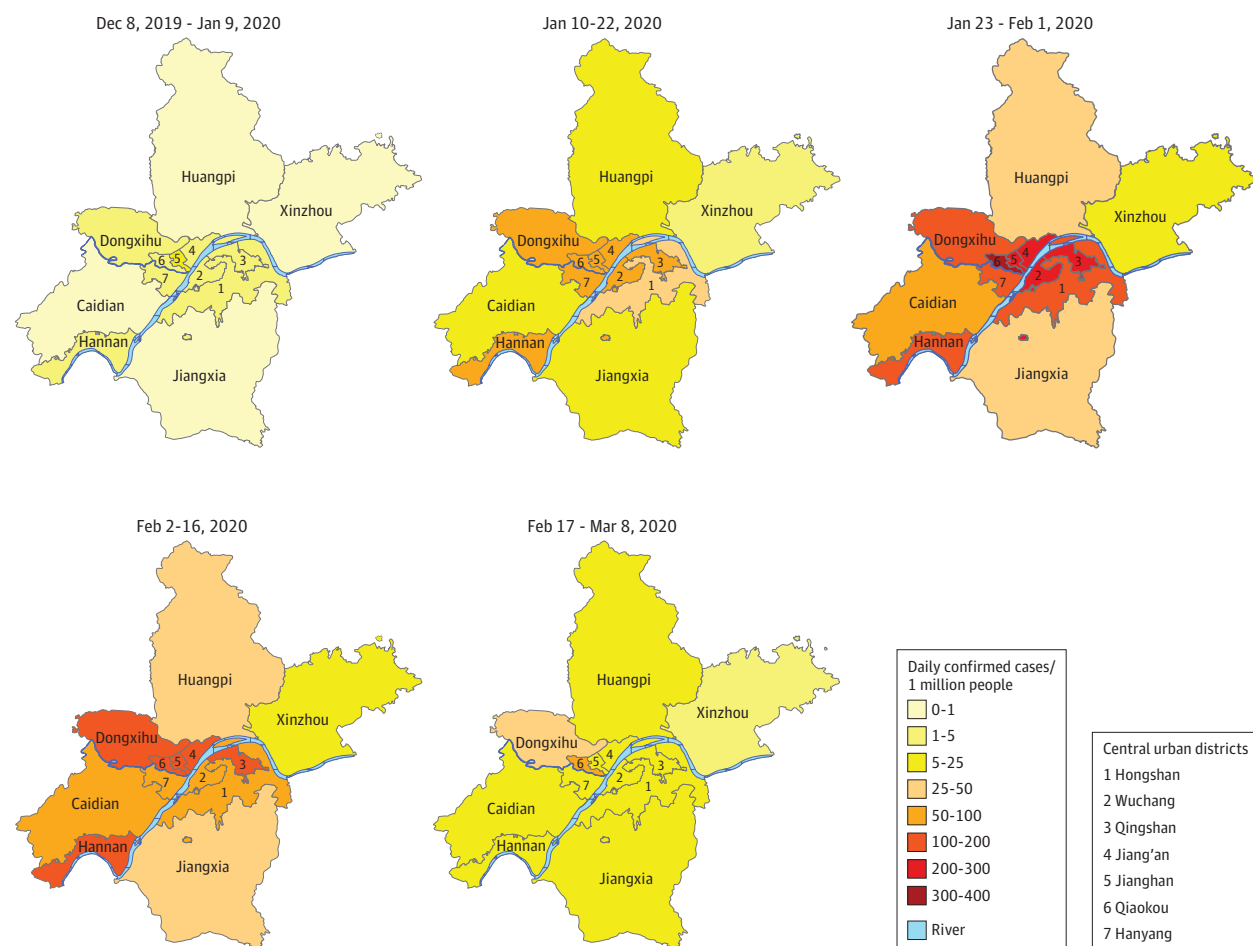 Dec 8, 2019 - Jan 9, 2020
Huangpi
Xinzhou
Dongxihu
4
6
5
3
2
7
1
Caidian
Hannan
Jiangxia
Jan 10-22, 2020
Huangpi
Xinzhou
Dongxihu
4
6
5
3
2
7
1
Caidian
Hannan
Jiangxia
Jan 23 - Feb 1, 2020
Huangpi
Xinzhou
Dongxihu
4
6
5
3
2
7
1
Caidian
Hannan
Jiangxia
Feb 2-16, 2020
Huangpi
Xinzhou
Dongxihu
4
6
5
3
2
7
1
Caidian
Hannan
Jiangxia
Feb 17 - Mar 8, 2020
Huangpi
Xinzhou
Dongxihu
4
6
5
3
2
7
1
Caidian
Hannan
Jiangxia
Daily confirmed cases/
1 million people
0-1
1-5
5-25
25-50
50-100
100-200
200-300
300-400
River
Central urban districts
1 Hongshan
2 Wuchang
3 Qingshan
4 Jiang’an
5 Jianghan
6 Qiaokou
7 Hanyang